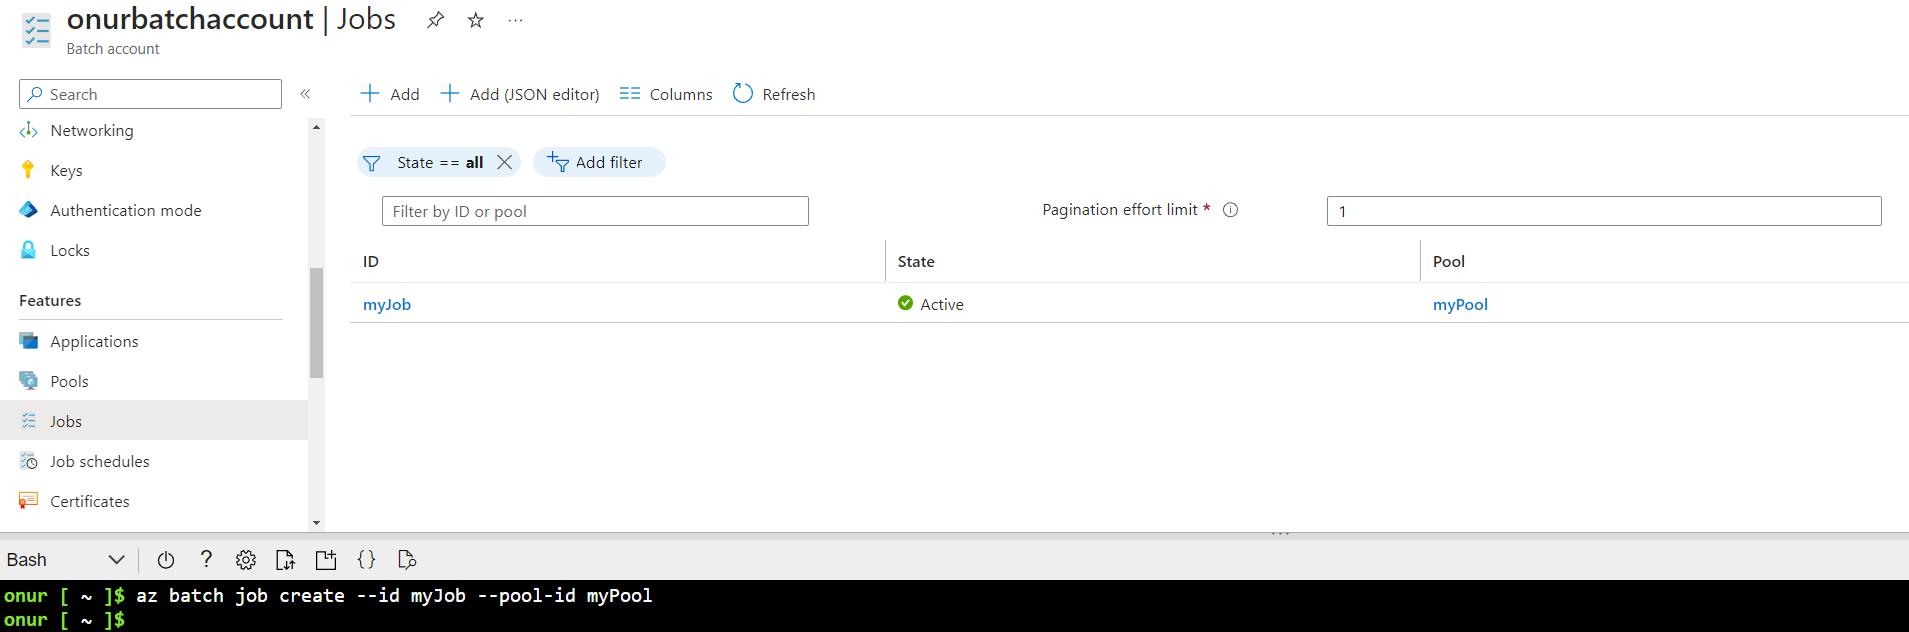 onurbatchaccount | Jobs
Batch account
Search
Networking
Keys
Authentication mode
Locks
Features
Applications
Pools
Jobs
Job schedules
Certificates
Add
Add (JSON editor)
Columns
Refresh
State == all
Add filter
Filter by ID or pool
Pagination effort limit *
1
ID State Pool
myJob Active myPool
Bash
onur [ ~ ]$ az batch job create --id myJob --pool-id myPool
onur [ ~ ]$